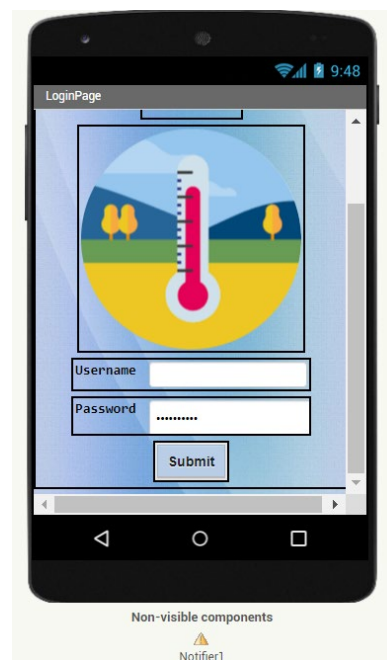 9:48
LoginPage
Username
Password
Submit
Non-visible components
Notifier1